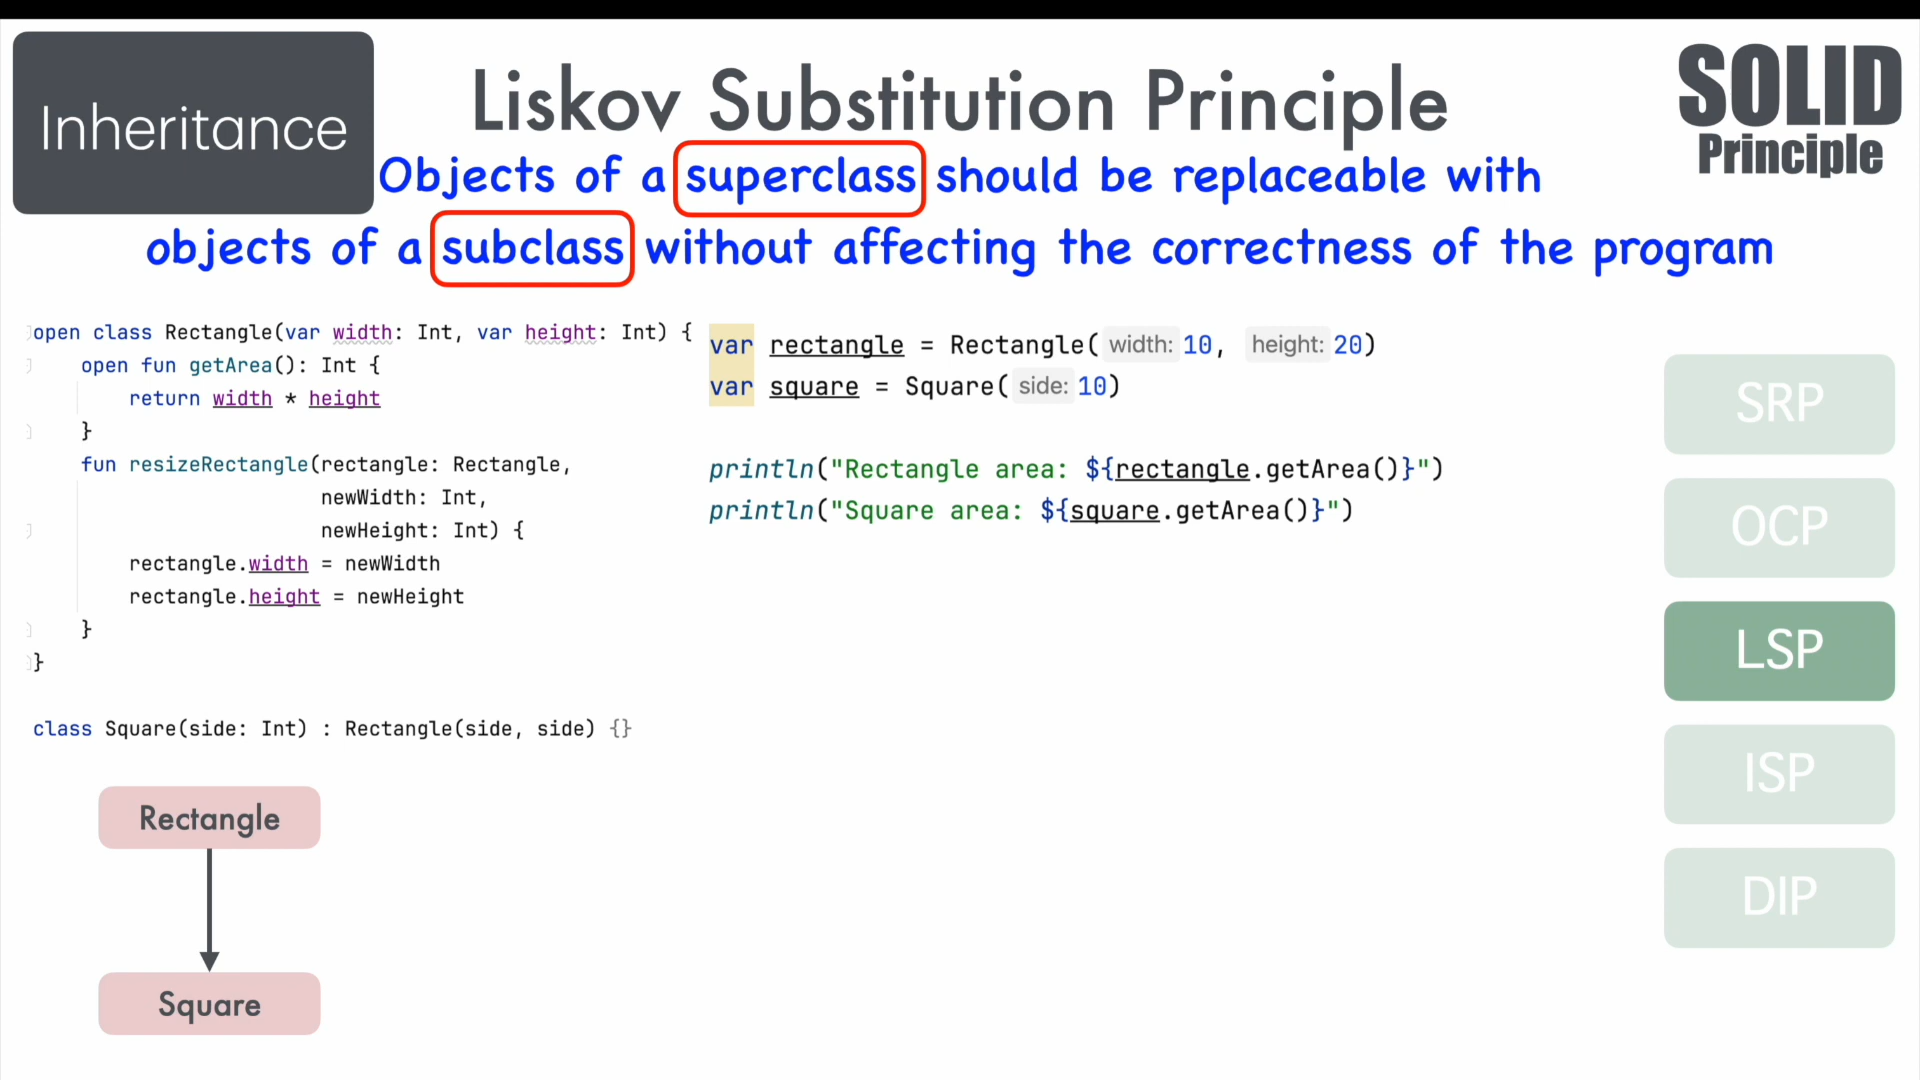 Inheritance
Liskov Substitution Principle
SOLID
Principle
Objects of a superclass should be replaceable with
objects of a subclass without affecting the correctness of the program
open class Rectangle(var width: Int, var height: Int) {
    open fun getArea(): Int {
        return width * height
    }
    fun resizeRectangle(rectangle: Rectangle,
                        newWidth: Int,
                        newHeight: Int) {
        rectangle.width = newWidth
        rectangle.height = newHeight
    }
}
class Square(side: Int) : Rectangle(side, side) {}
var rectangle = Rectangle( width: 10,  height: 20)
var square = Square( side: 10)
println("Rectangle area: ${rectangle.getArea()}")
println("Square area: ${square.getArea()}")
Rectangle
Square
SRP
OCP
LSP
ISP
DIP